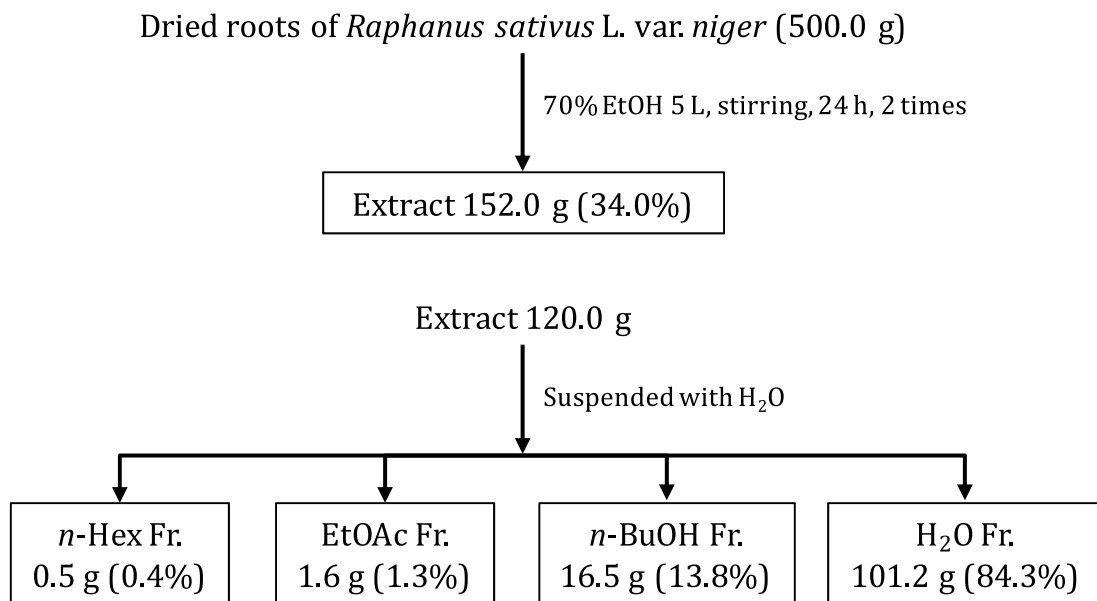 Dried roots of Raphanus sativus L. var. niger (500.0 g)
70% EtOH 5 L, stirring, 24 h, 2 times
Extract 152.0 g (34.0%)
Extract 120.0 g
Suspended with H₂O
n-Hex Fr.
0.5 g (0.4%)
EtOAc Fr.
1.6 g (1.3%)
n-BuOH Fr.
16.5 g (13.8%)
H₂O Fr.
101.2 g (84.3%)